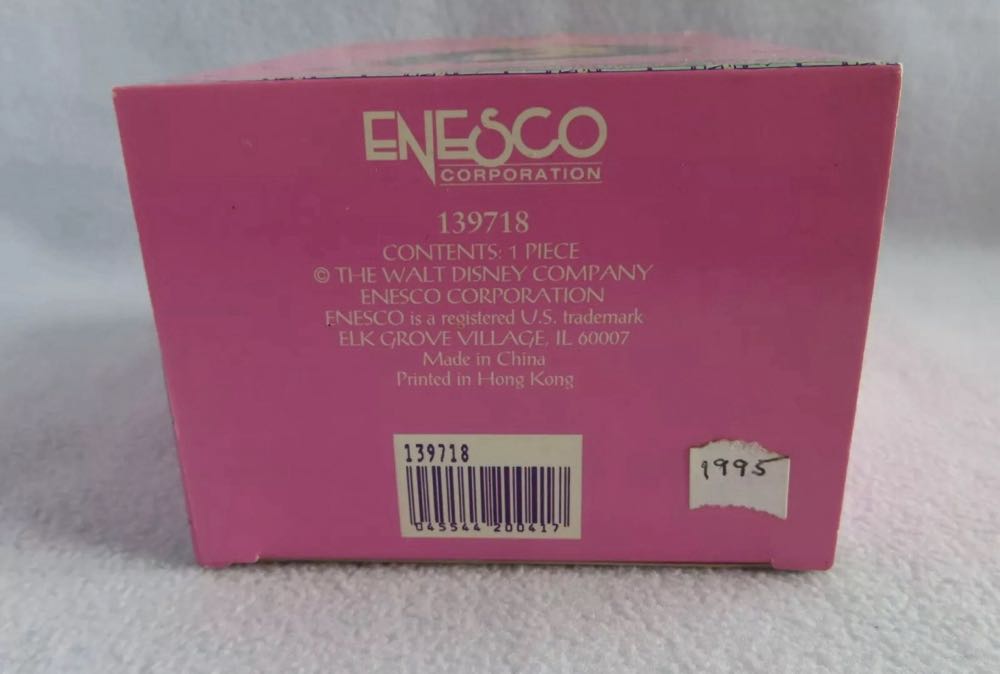 ENESCO
CORPORATION
139718
CONTENTS: 1 PIECE
© THE WALT DISNEY COMPANY
ENESCO CORPORATION
ENESCO is a registered U.S. trademark
ELK GROVE VILLAGE, IL 60007
Made in China
Printed in Hong Kong
139718
045544 200417
1995